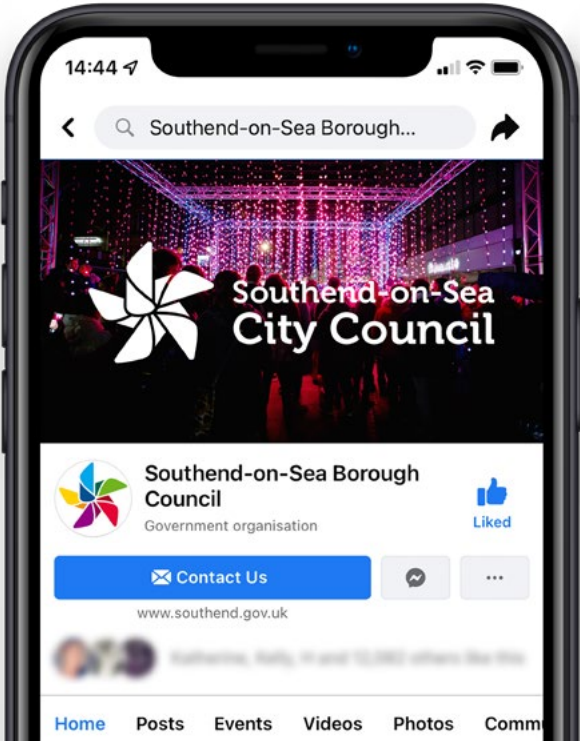 14:44
Southend-on-Sea Borough...
Southend-on-Sea
City Council
Southend-on-Sea Borough
Council
Government organisation
Liked
Contact Us
www.southend.gov.uk
Home Posts Events Videos Photos Commu